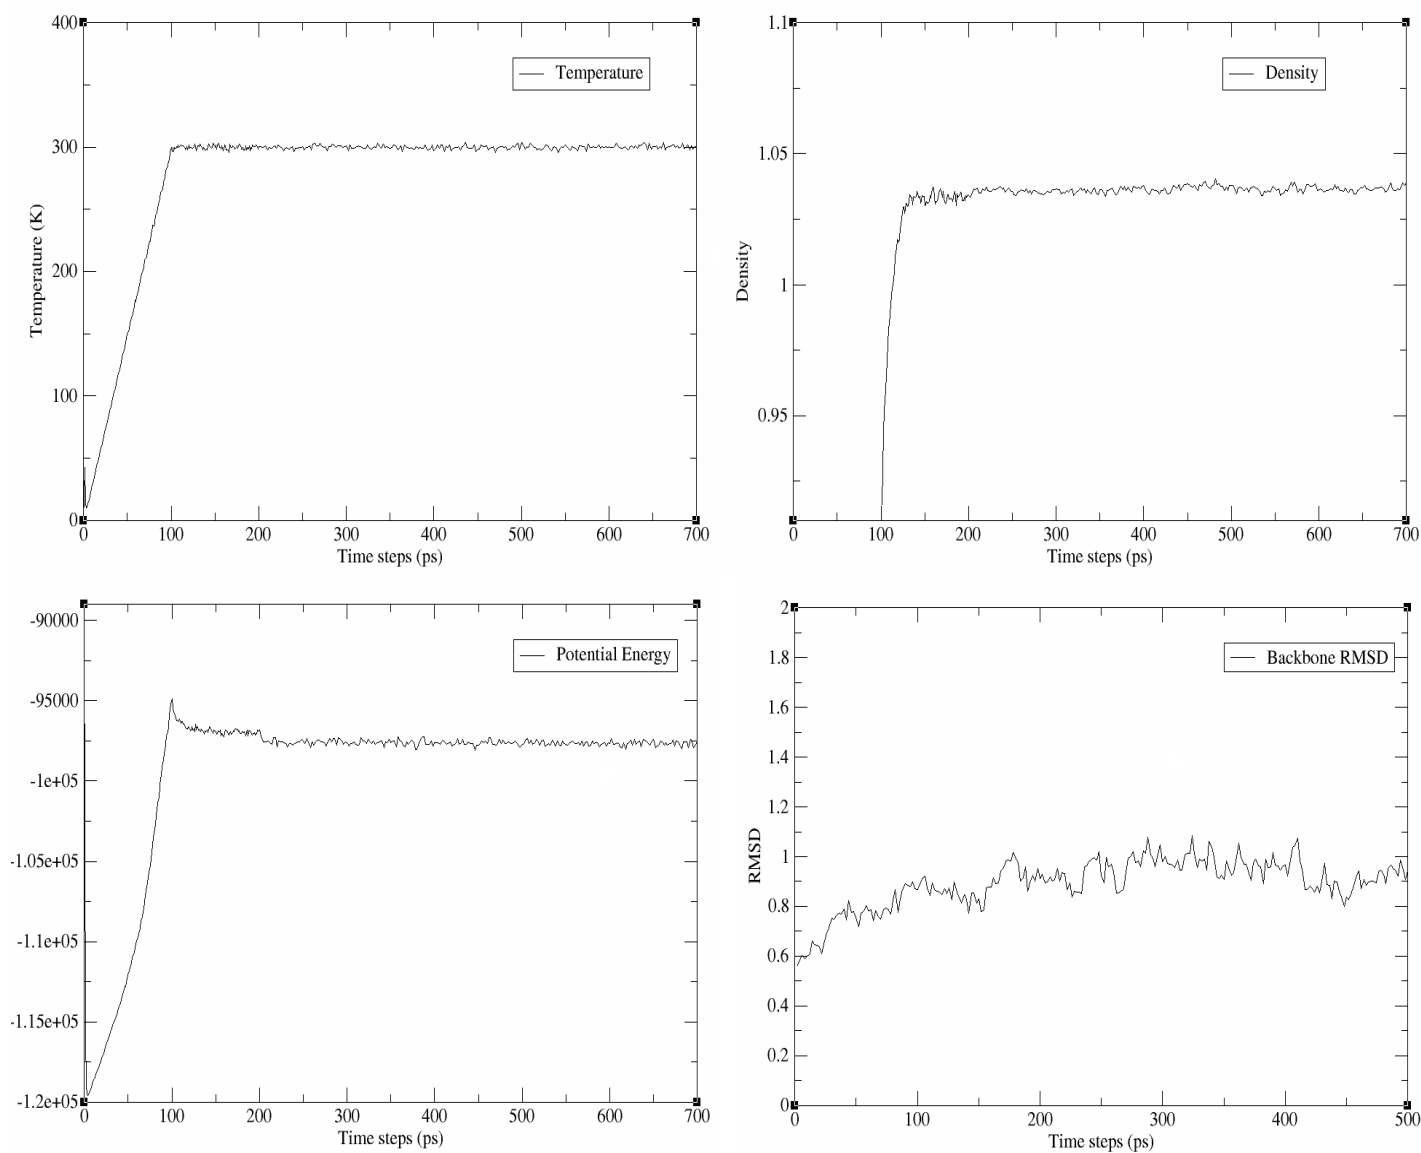 400
300
200
100
0
Temperature (K)
Temperature
0 100 200 300 400 500 600 700
Time steps (ps)
1.1
1.05
1
0.95
Density
Density
0 100 200 300 400 500 600 700
Time steps (ps)
-90000
-95000
-1e+05
-1.05e+05
-1.1e+05
-1.15e+05
-1.2e+05
Potential Energy
0 100 200 300 400 500 600 700
Time steps (ps)
2
1.8
1.6
1.4
1.2
1
0.8
0.6
0.4
0.2
0
RMSD
Backbone RMSD
0 100 200 300 400 500
Time steps (ps)